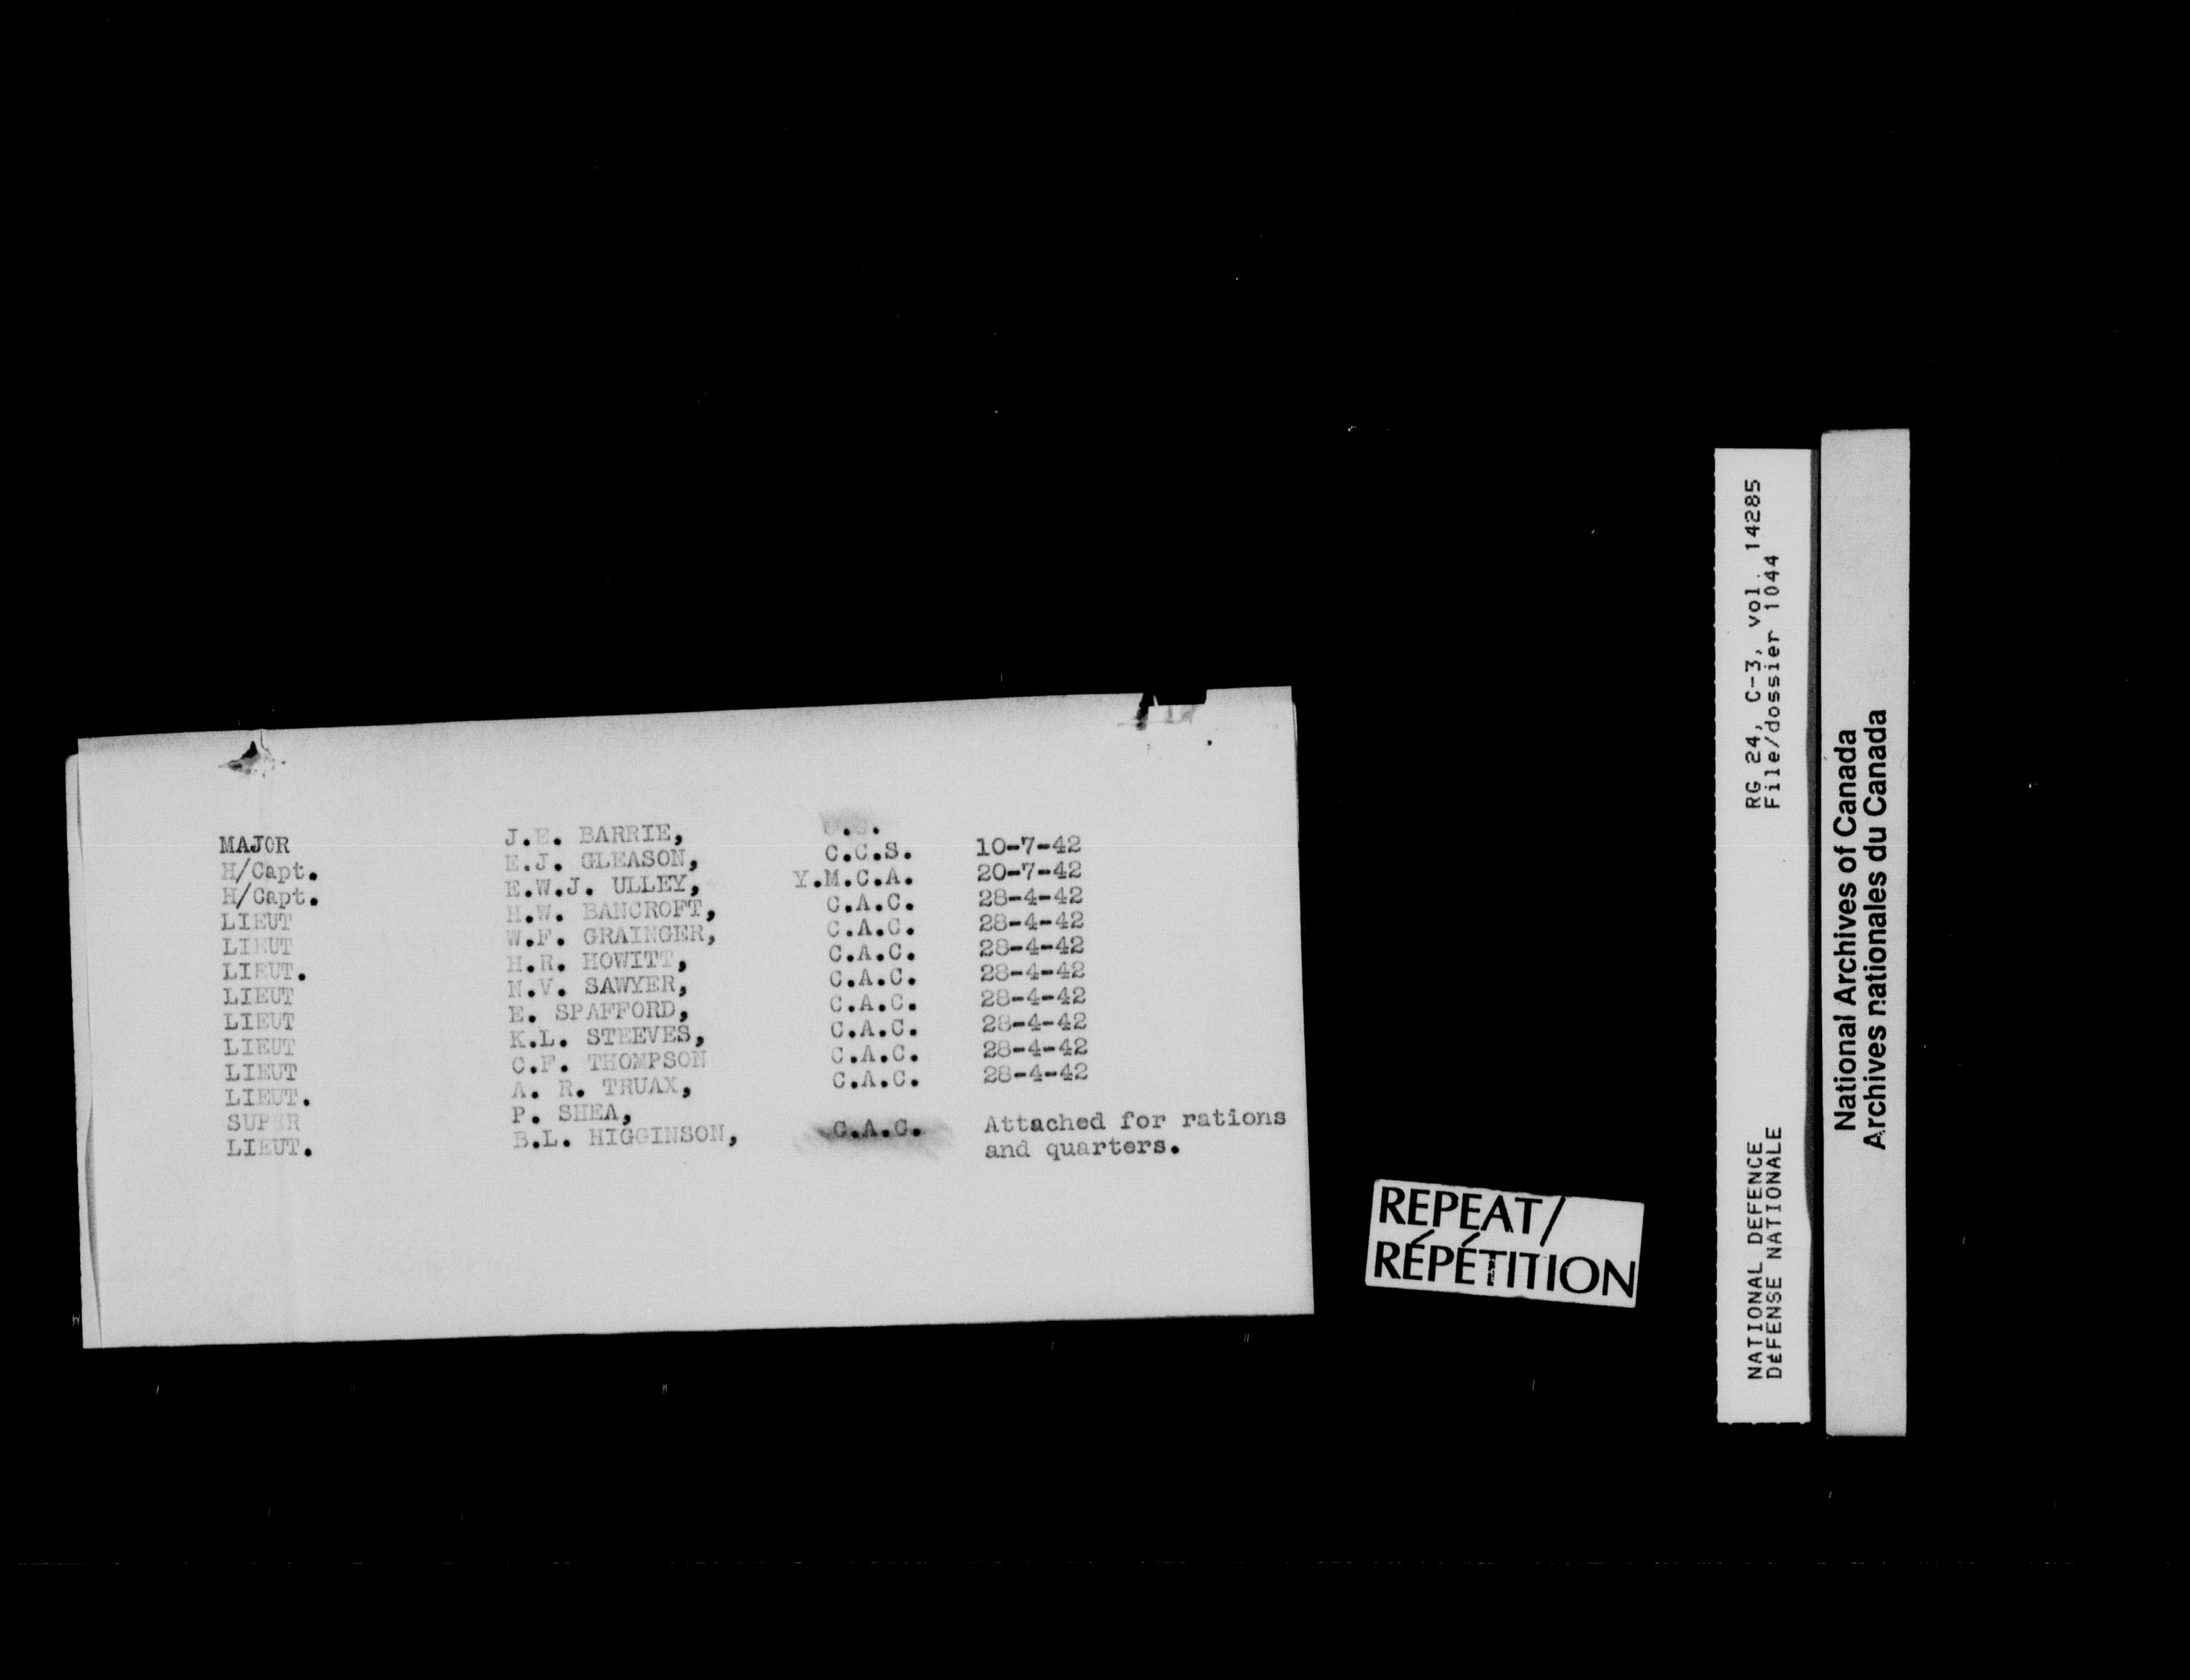 MAJOR J.E. BARRIE,
H/Capt. E.J. GLEASON, C.C.S. 10-7-42
H/Capt. E.W.J. ULLEY, Y.M.C.A. 20-7-42
LIEUT H.W. BANCROFT, C.A.C. 28-4-42
LIEUT W.F. GRAINGER, C.A.C. 28-4-42
LIEUT. H.R. HOWITT, C.A.C. 28-4-42
LIEUT N.V. SAWYER, C.A.C. 28-4-42
LIEUT E. SPAFFORD, C.A.C. 28-4-42
LIEUT K.L. STEEVES, C.A.C. 28-4-42
LIEUT C.F. THOMPSON C.A.C. 28-4-42
LIEUT. A. R. TRUAX, C.A.C. 28-4-42
SUPER P. SHEA,
LIEUT. B.L. HIGGINSON, C.A.C. Attached for rations
and quarters.
REPEAT/
RÉPÉTITION
NATIONAL DEFENCE RG 24, C-3, vol. 14285
DÉFENSE NATIONALE File/dossier 1044
National Archives of Canada
Archives nationales du Canada